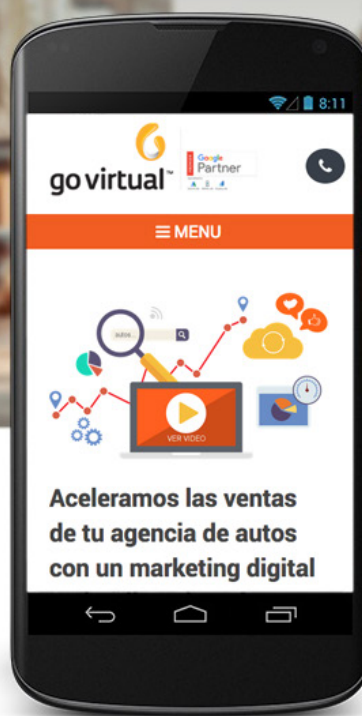 8:11
go virtual™
Google
Partner
≡ MENU
autos...
VER VIDEO
Aceleramos las ventas
de tu agencia de autos
con un marketing digital